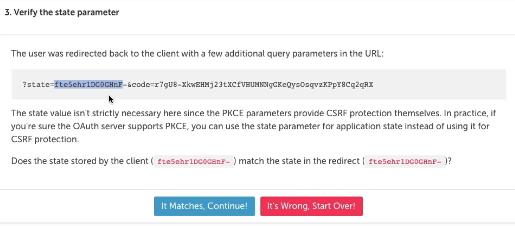 3. Verify the state parameter
The user was redirected back to the client with a few additional query parameters in the URL:
?state=fte5ehr1DG0GHnF-&code=r7gU8-XkwEHMj23tXCfVHUMNNgGKeQysOsqvzKPpY8Cq2qRX
The state value isn't strictly necessary here since the PKCE parameters provide CSRF protection themselves. In practice, if
you're sure the OAuth server supports PKCE, you can use the state parameter for application state instead of using it for
CSRF protection.
Does the state stored by the client ( fte5ehr1DG0GHnF- ) match the state in the redirect ( fte5ehr1DG0GHnF- )?
It Matches, Continue! It's Wrong, Start Over!